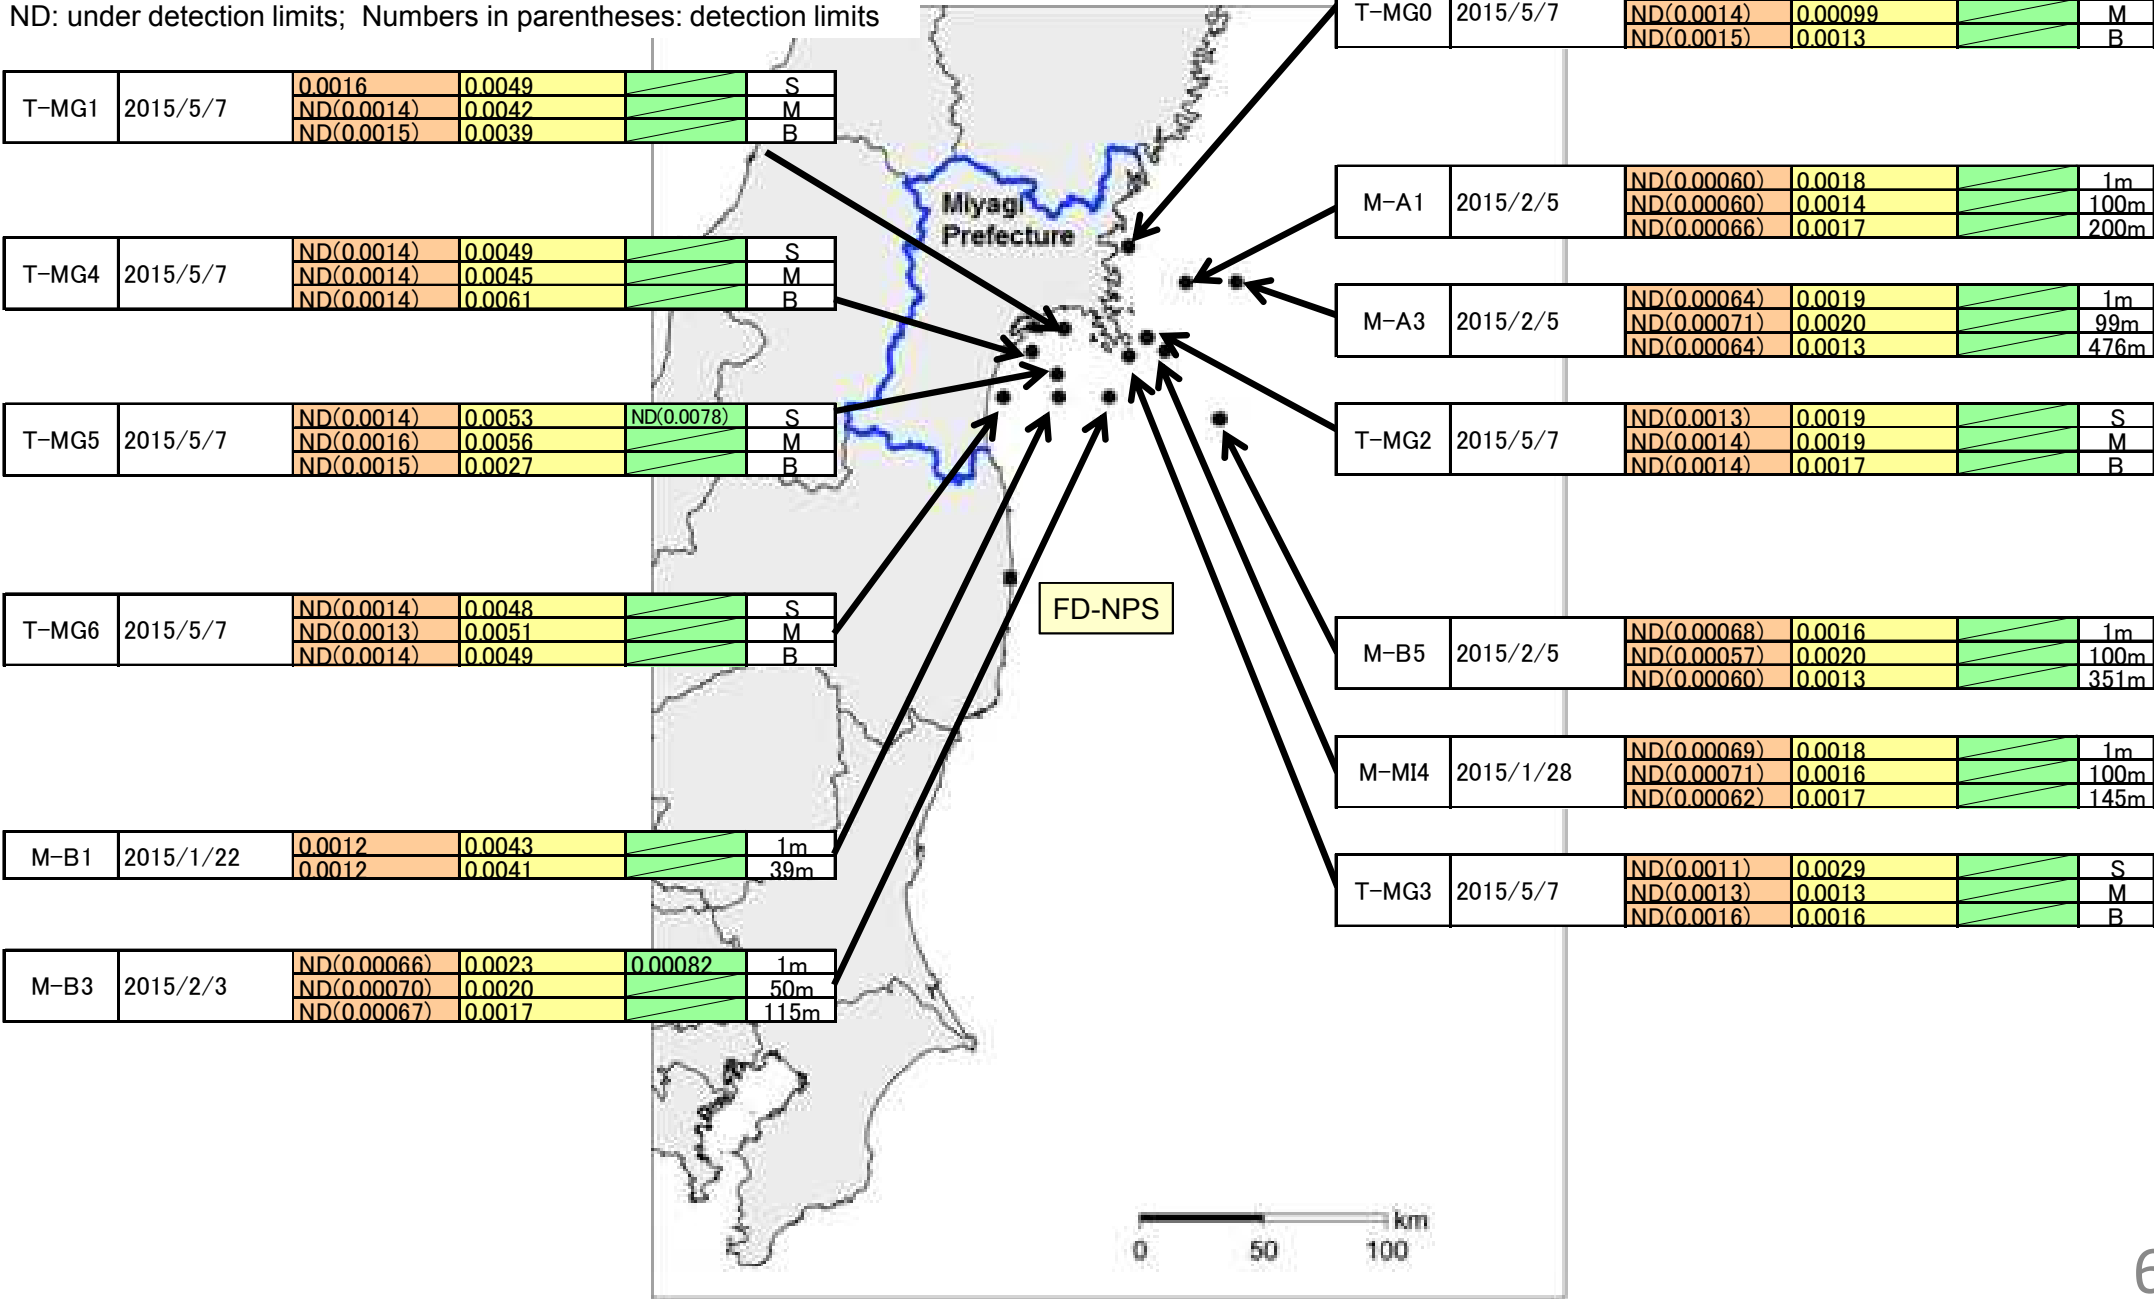 ND: under detection limits; Numbers in parentheses: detection limits
T-MG0 2015/5/7
ND(0.0014) 0.00099 M
ND(0.0015) 0.0013 B
T-MG1 2015/5/7
0.0016 0.0049 S
ND(0.0014) 0.0042 M
ND(0.0015) 0.0039 B
M-A1 2015/2/5
ND(0.00060) 0.0018 1m
ND(0.00060) 0.0014 100m
ND(0.00066) 0.0017 200m
Miyagi
Prefecture
T-MG4 2015/5/7
ND(0.0014) 0.0049 S
ND(0.0014) 0.0045 M
ND(0.0014) 0.0061 B
M-A3 2015/2/5
ND(0.00064) 0.0019 1m
ND(0.00071) 0.0020 99m
ND(0.00064) 0.0013 476m
T-MG5 2015/5/7
ND(0.0014) 0.0053 ND(0.0078) S
ND(0.0016) 0.0056 M
ND(0.0015) 0.0027 B
T-MG2 2015/5/7
ND(0.0013) 0.0019 S
ND(0.0014) 0.0019 M
ND(0.0014) 0.0017 B
FD-NPS
T-MG6 2015/5/7
ND(0.0014) 0.0048 S
ND(0.0013) 0.0051 M
ND(0.0014) 0.0049 B
M-B5 2015/2/5
ND(0.00068) 0.0016 1m
ND(0.00057) 0.0020 100m
ND(0.00060) 0.0013 351m
M-MI4 2015/1/28
ND(0.00069) 0.0018 1m
ND(0.00071) 0.0016 100m
ND(0.00062) 0.0017 145m
M-B1 2015/1/22
0.0012 0.0043 1m
0.0012 0.0041 39m
T-MG3 2015/5/7
ND(0.0011) 0.0029 S
ND(0.0013) 0.0013 M
ND(0.0016) 0.0016 B
M-B3 2015/2/3
ND(0.00066) 0.0023 0.00082 1m
ND(0.00070) 0.0020 50m
ND(0.00067) 0.0017 115m
km
0 50 100
6